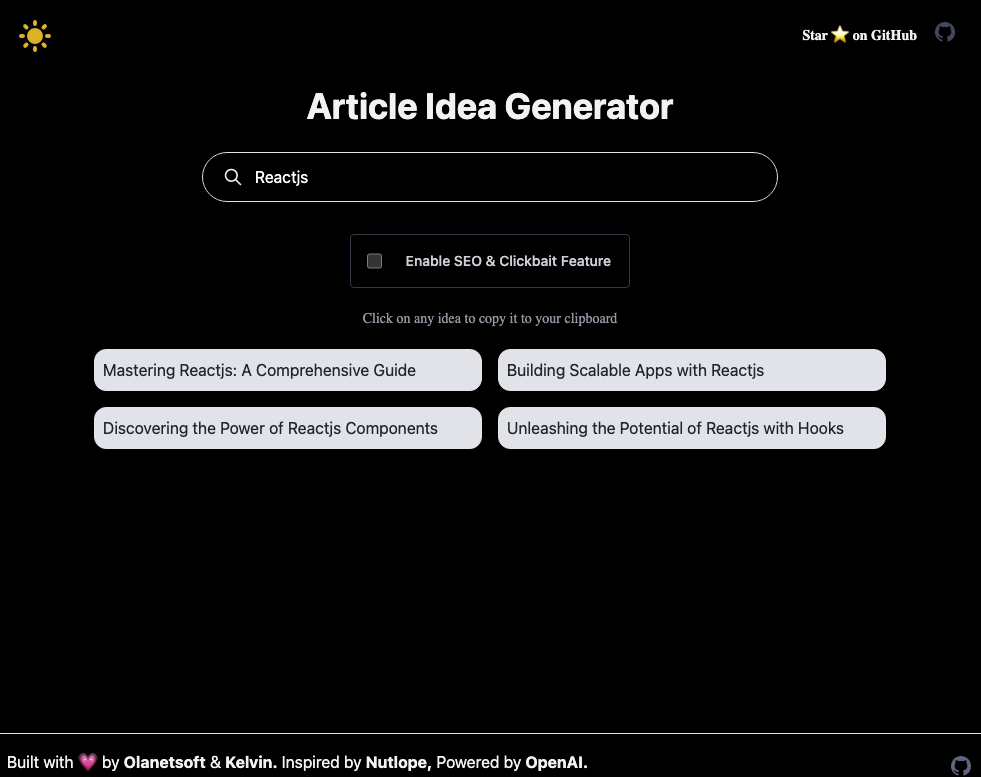 Star ⭐ on GitHub
Article Idea Generator
Reactjs
Enable SEO & Clickbait Feature
Click on any idea to copy it to your clipboard
Mastering Reactjs: A Comprehensive Guide
Building Scalable Apps with Reactjs
Discovering the Power of Reactjs Components
Unleashing the Potential of Reactjs with Hooks
Built with 💗 by Olanetsoft & Kelvin. Inspired by Nutlope, Powered by OpenAI.